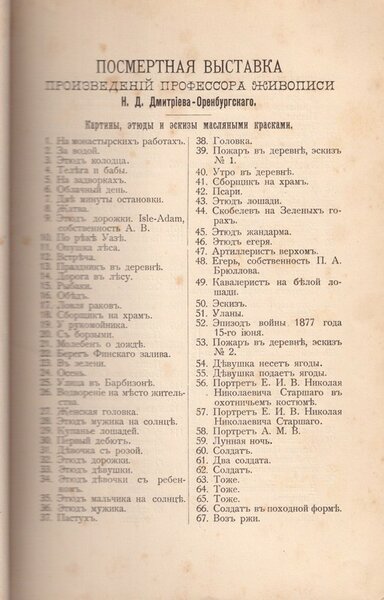 ПОСМЕРТНАЯ ВЫСТАВКА
ПРОИЗВЕДЕНІЙ ПРОФЕССОРА ЖИВОПИСИ
Н. Д. Дмитріева-Оренбургскаго.
Картины, этюды и эскизы масляными красками.
1. На монастырскихъ работахъ.
2. За водой.
3. Этюдъ колодца.
4. Телѣга и бабы.
5. На задворкахъ.
6. Облачный день.
7. Двѣ минуты остановки.
8. Жатва.
9. Этюдъ дорожки. Isle-Adam,
собственность А. В.
10. По рѣкѣ
11. Опушка лѣса.
12. Встрѣча.
13. Праздникъ въ деревнѣ.
14. Дорога въ лѣсу.
15. Рыбаки.
16. Обѣдъ.
17. Ловля раковъ.
18. Сборщикъ на храмъ.
19. У рукомойника.
20. Съ борзыми.
21. Молебенъ о дождѣ.
22. Берегъ Финскаго залива.
23. Въ зелени.
24. Осень.
25. Улица въ Барбизонѣ.
26. Водвореніе на мѣсто житель-
ства.
27. Женская головка.
28. Этюдъ мужика на солнцѣ.
29. Купанье лошадей.
30. Первый дебютъ.
31. Дѣвочка съ розой.
32. Этюдъ дорожки.
33. Этюдъ дѣвушки.
34. Этюдъ дѣвочки съ ребен-
комъ.
35. Этюдъ мальчика на солнцѣ.
36. Этюдъ мужика.
37. Пастухъ.
38. Головка.
39. Пожаръ въ деревнѣ, эскизъ
№ 1.
40. Утро въ деревнѣ.
41. Сборщикъ на храмъ.
42. Псари.
43. Этюдъ лошади.
44. Скобелевъ на Зеленыхъ го-
рахъ.
45. Этюдъ жандарма.
46. Этюдъ егеря.
47. Артиллеристъ верхомъ.
48. Егерь, собственность П. А.
Брюллова.
49. Кавалеристъ на бѣлой ло-
шади.
50. Эскизъ.
51. Уланы.
52. Эпизодъ войны 1877 года
15-го іюня.
53. Пожаръ въ деревнѣ, эскизъ
№ 2.
54. Дѣвушка несетъ ягоды.
55. Дѣвушка подаетъ ягоды.
56. Портретъ Е. И. В. Николая
Николаевича Старшаго въ
охотничьемъ костюмѣ.
57. Портретъ Е. И. В. Николая
Николаевича Старшаго.
58. Портретъ А. М. В.
59. Лунная ночь.
60. Солдатъ.
61. Два солдата.
62. Солдатъ.
63. Тоже.
64. Тоже.
65. Тоже.
66. Солдатъ въ походной формѣ.
67. Возъ ржи.